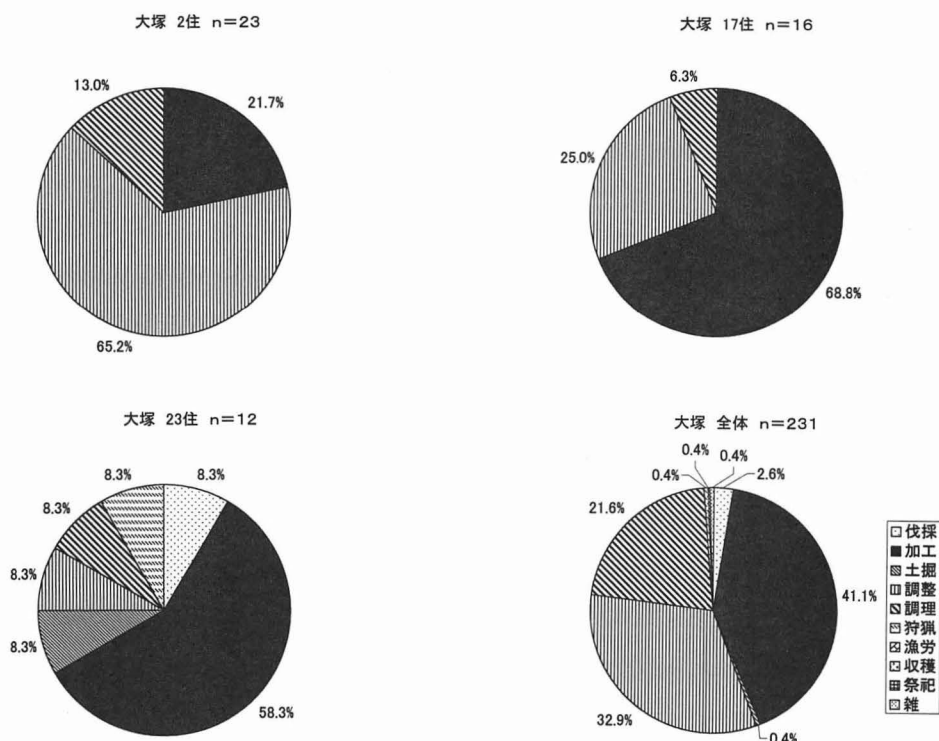 大塚 2住 n=23
13.0%
21.7%
65.2%
大塚 17住 n=16
6.3%
25.0%
68.8%
大塚 23住 n=12
8.3%
8.3%
8.3%
8.3%
8.3%
58.3%
大塚 全体 n=231
0.4%
0.4%
0.4%
2.6%
21.6%
41.1%
32.9%
0.4%
伐採
加工
土掘
調整
調理
狩猟
漁労
収穫
祭祀
雑